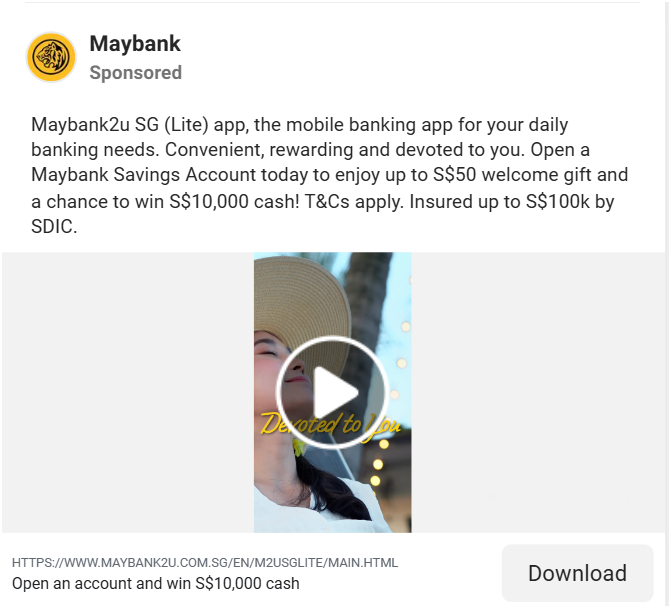 Maybank
Sponsored
Maybank2u SG (Lite) app, the mobile banking app for your daily
banking needs. Convenient, rewarding and devoted to you. Open a
Maybank Savings Account today to enjoy up to S$50 welcome gift and
a chance to win S$10,000 cash! T&Cs apply. Insured up to S$100k by
SDIC.
Devoted to You
HTTPS://WWW.MAYBANK2U.COM.SG/EN/M2USGLITE/MAIN.HTML
Open an account and win S$10,000 cash
Download